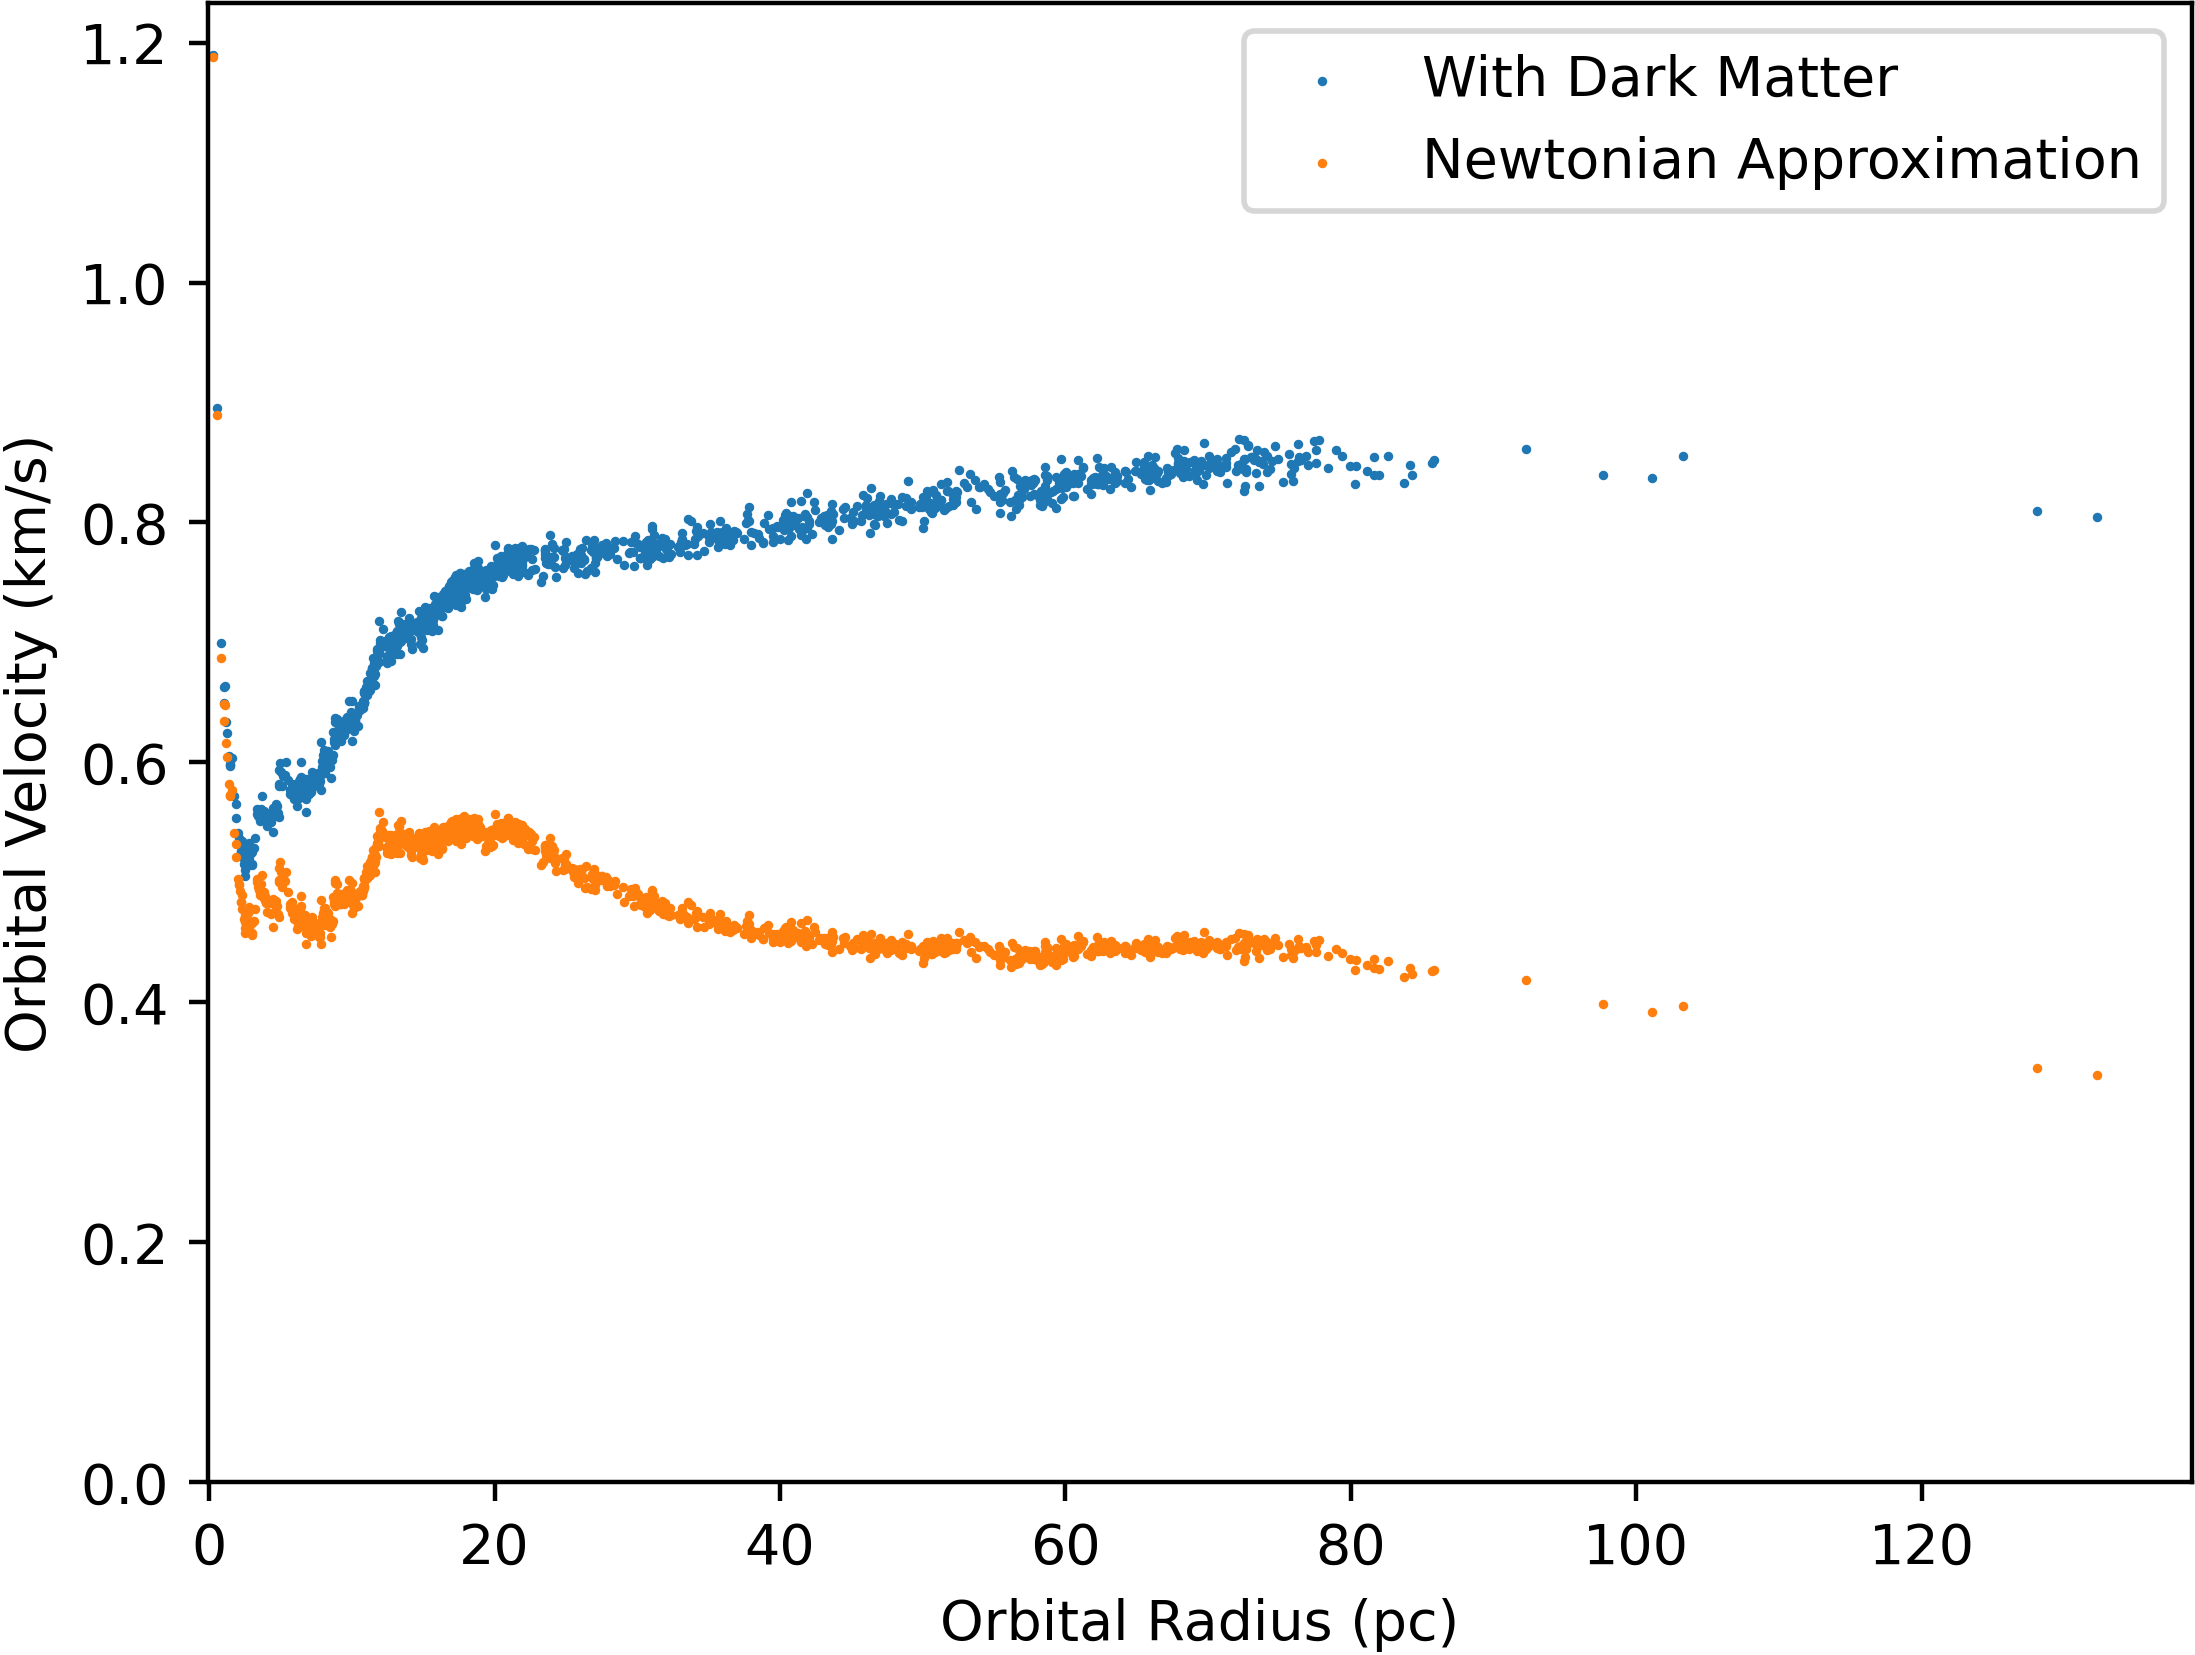 1.2
1.0
0.8
0.6
0.4
0.2
0.0
Orbital Velocity (km/s)
With Dark Matter
Newtonian Approximation
0 20 40 60 80 100 120
Orbital Radius (pc)